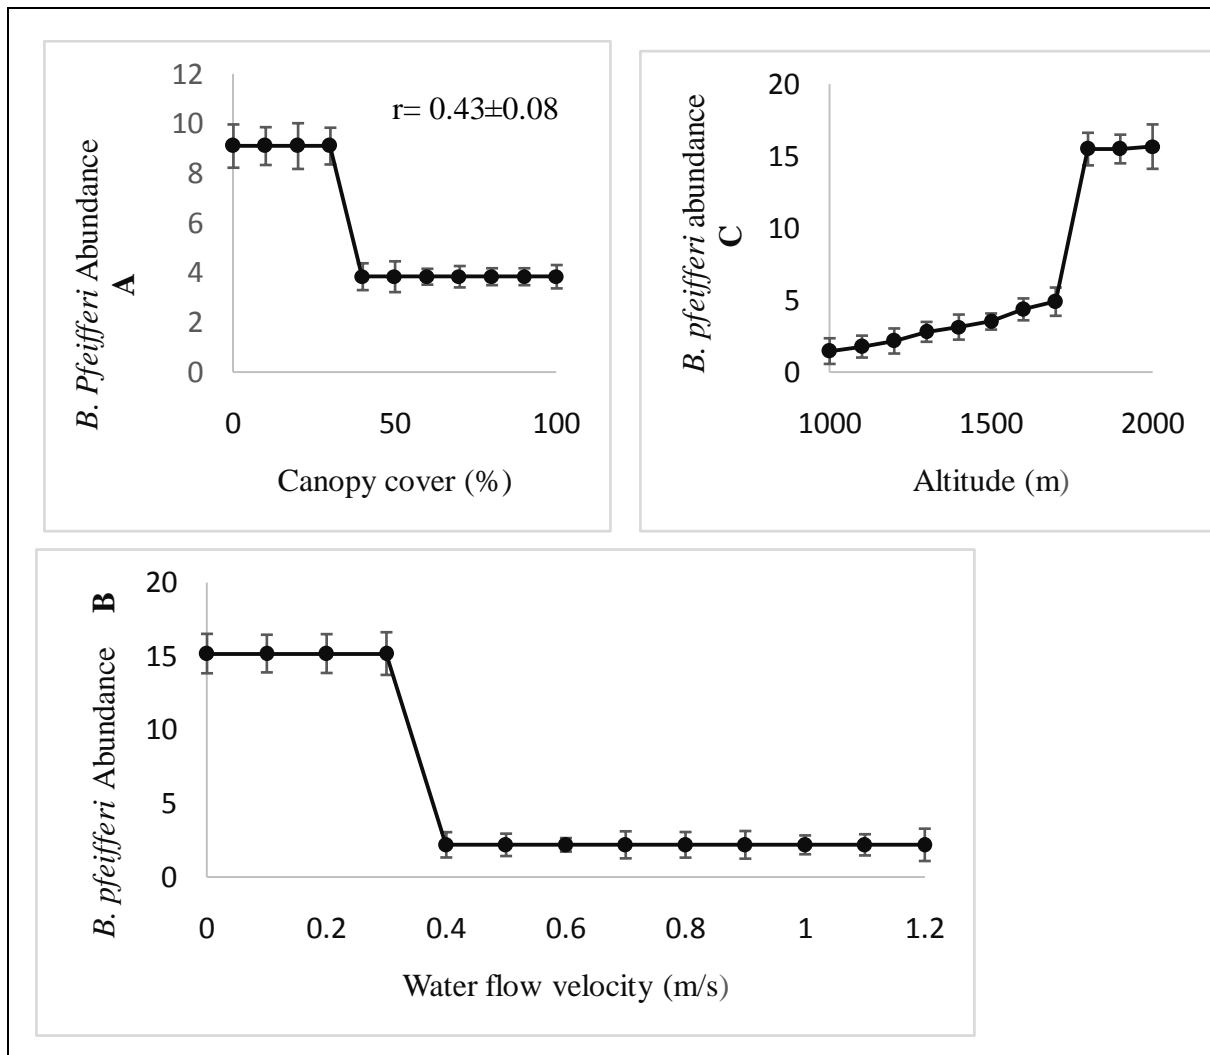 12
10
8
6
4
2
0
B. Pfeifferi Abundance
A
r= 0.43±0.08
0 50 100
Canopy cover (%)
20
15
10
5
0
B. pfeifferi abundance
C
1000 1500 2000
Altitude (m)
20
15
10
5
0
B. pfeifferi Abundance B
0 0.2 0.4 0.6 0.8 1 1.2
Water flow velocity (m/s)